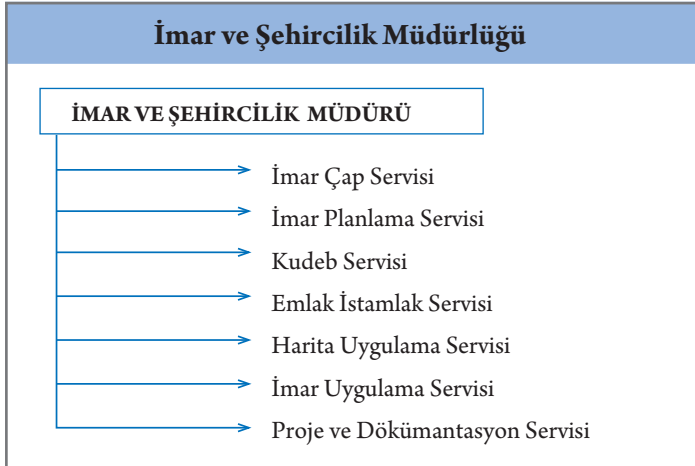 İmar ve Şehircilik Müdürlüğü
İMAR VE ŞEHİRCİLİK MÜDÜRÜ
İmar Çap Servisi
İmar Planlama Servisi
Kudeb Servisi
Emlak İstamlak Servisi
Harita Uygulama Servisi
İmar Uygulama Servisi
Proje ve Dökümantasyon Servisi